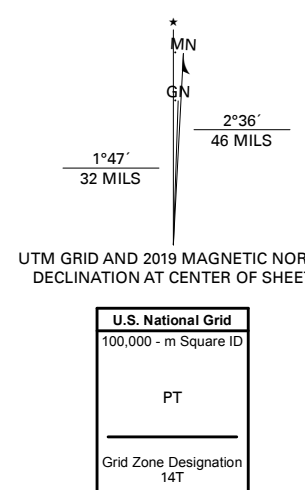 ★
MN
GN
2°36´
46 MILS
1°47´
32 MILS
UTM GRID AND 2019 MAGNETIC NOR
DECLINATION AT CENTER OF SHEET
U.S. National Grid
100,000 - m Square ID
PT
Grid Zone Designation
14T